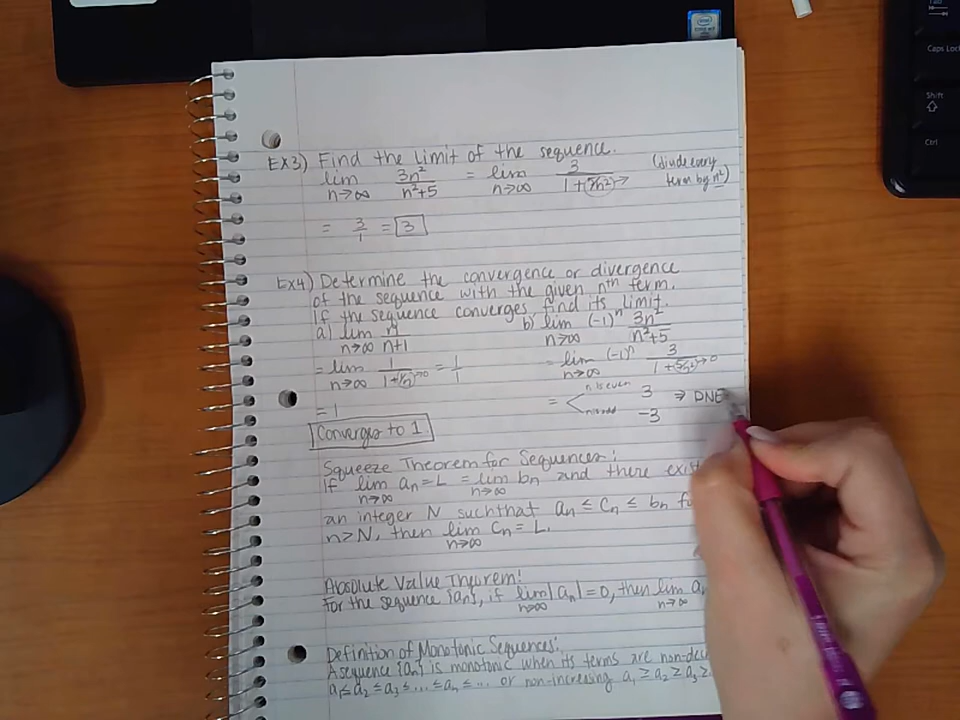 Ex3) Find the limit of the sequence.
lim n→∞ 3n²/(n²+5) = lim n→∞ 3/(1+(5/n²)→ (divide every term by n²)
= 3/1 = 3
Ex4) Determine the convergence or divergence
of the sequence with the given nth term.
If the sequence converges find its limit.
a) lim n→∞ n/(n+1) b) lim n→∞ (-1)ⁿ 3n²/(n²+5)
= lim n→∞ 1/(1+(1/n)→0) = 1/1 = lim n→∞ (-1)ⁿ 3/(1+(5/n²)→0)
= 1 = < n is even 3 ⇒ DNE
n is odd -3
Converges to 1.
Squeeze Theorem for Sequences:
If lim n→∞ an = L = lim n→∞ bn and there exist
an integer N such that an ≤ cn ≤ bn
n>N, then lim n→∞ cn = L.
Absolute Value Theorem:
For the sequence {an}, if lim n→∞ |an| = 0, then lim n→∞ a
Definition of Monotonic Sequences:
A sequence {an} is monotonic when its terms are non-dec
a1 ≤ a2 ≤ a3 ≤ ... ≤ an ≤ ... or non-increasing a1 ≥ a2 ≥ a3 ≥
Caps Lock
Shift
Ctrl